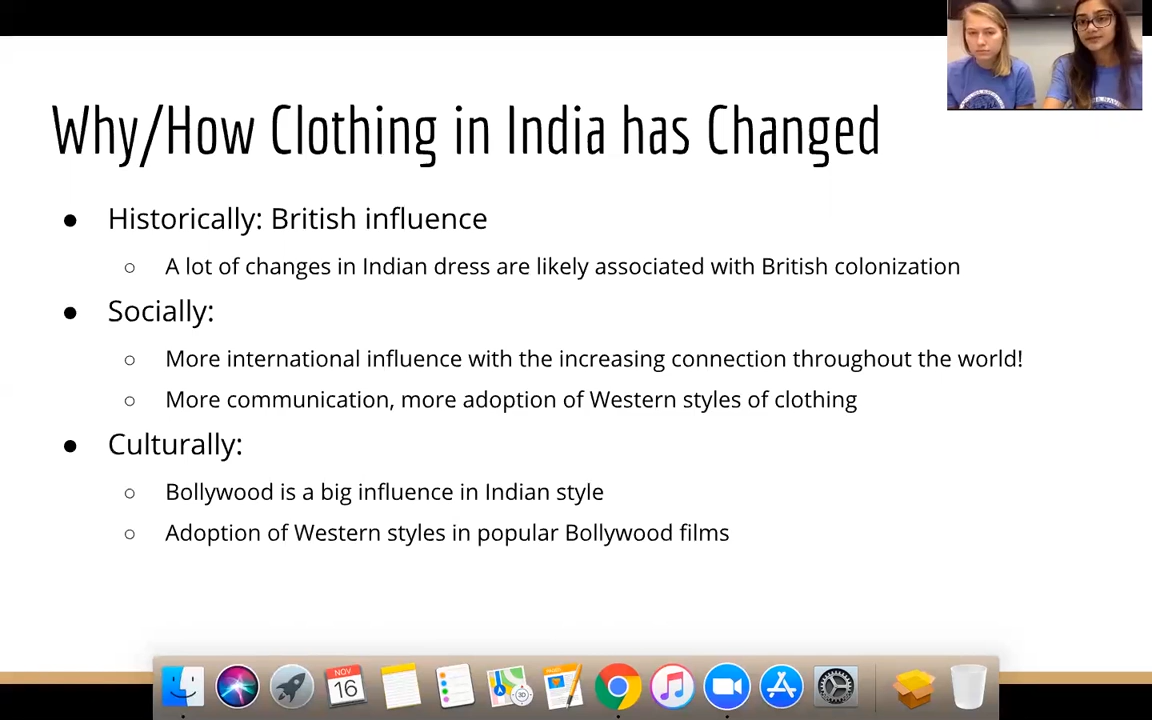 Why/How Clothing in India has Changed
Historically: British influence
A lot of changes in Indian dress are likely associated with British colonization
Socially:
More international influence with the increasing connection throughout the world!
More communication, more adoption of Western styles of clothing
Culturally:
Bollywood is a big influence in Indian style
Adoption of Western styles in popular Bollywood films
NOV
16
3D